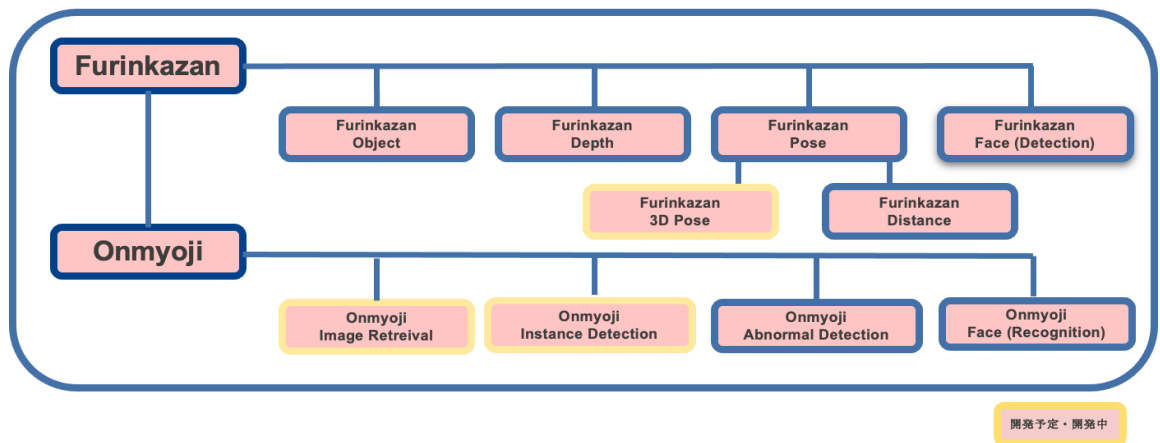 Furinkazan
Furinkazan
Object
Furinkazan
Depth
Furinkazan
Pose
Furinkazan
Face (Detection)
Furinkazan
3D Pose
Furinkazan
Distance
Onmyoji
Onmyoji
Image Retreival
Onmyoji
Instance Detection
Onmyoji
Abnormal Detection
Onmyoji
Face (Recognition)
開発予定・開発中